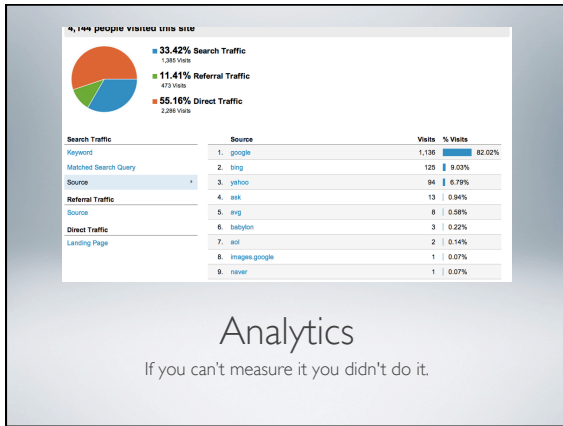 4,144 people visited this site
33.42% Search Traffic
1,385 Visits
11.41% Referral Traffic
473 Visits
55.16% Direct Traffic
2,286 Visits
Search Traffic
Keyword
Matched Search Query
Source
Referral Traffic
Source
Direct Traffic
Landing Page
Source Visits % Visits
1. google 1,136 82.02%
2. bing 125 9.03%
3. yahoo 94 6.79%
4. ask 13 0.94%
5. avg 8 0.58%
6. babylon 3 0.22%
7. aol 2 0.14%
8. images.google 1 0.07%
9. naver 1 0.07%
Analytics
If you can't measure it you didn't do it.